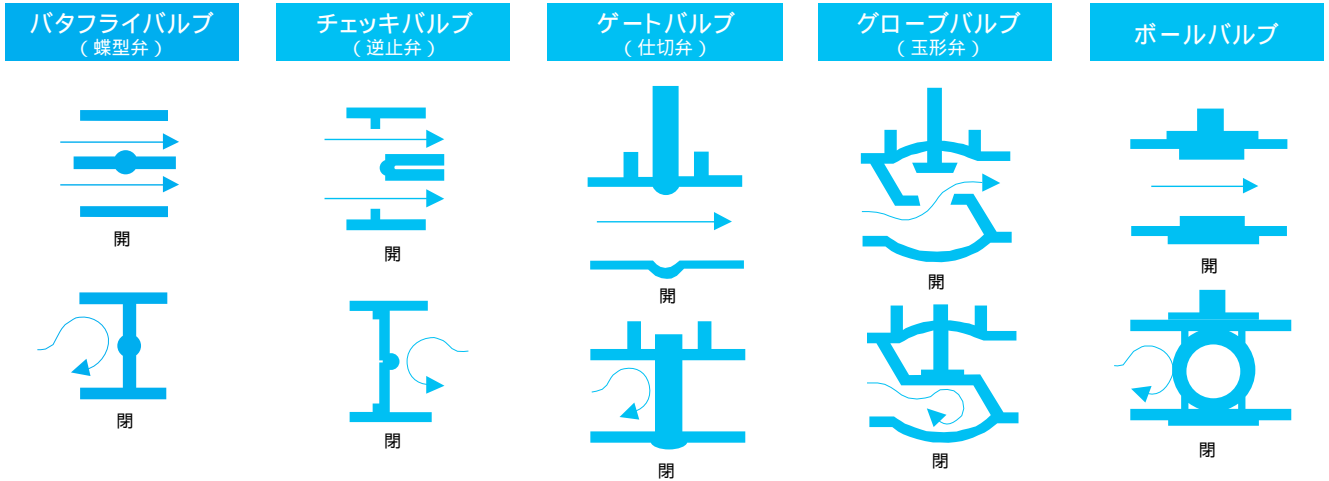 バタフライバルブ
（蝶型弁）
チェッキバルブ
（逆止弁）
ゲートバルブ
（仕切弁）
グローブバルブ
（玉形弁）
ボールバルブ
開
開
開
開
開
閉
閉
閉
閉
閉